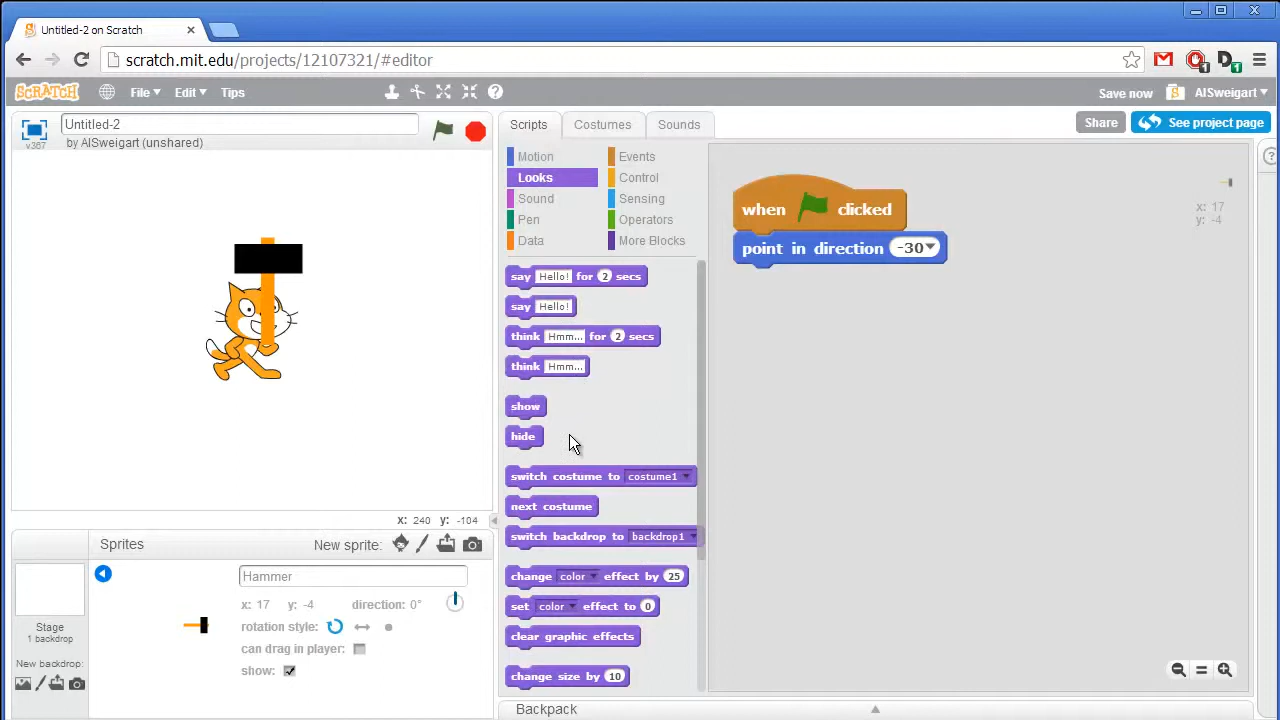 Untitled-2 on Scratch
scratch.mit.edu/projects/12107321/#editor
SCRATCH File Edit Tips Save now AlSweigart
Untitled-2
by AlSweigart (unshared)
v387
Scripts Costumes Sounds
Share See project page
Motion Events
Looks Control
Sound Sensing
Pen Operators
Data More Blocks
say Hello! for 2 secs
say Hello!
think Hmm... for 2 secs
think Hmm...
show
hide
switch costume to costume1
next costume
switch backdrop to backdrop1
change color effect by 25
set color effect to 0
clear graphic effects
change size by 10
when clicked
point in direction -30
x: 17
y: -4
x: 240 y: -104
Sprites New sprite:
Stage
1 backdrop
New backdrop:
Hammer
x: 17 y: -4 direction: 0°
rotation style:
can drag in player:
show:
Backpack